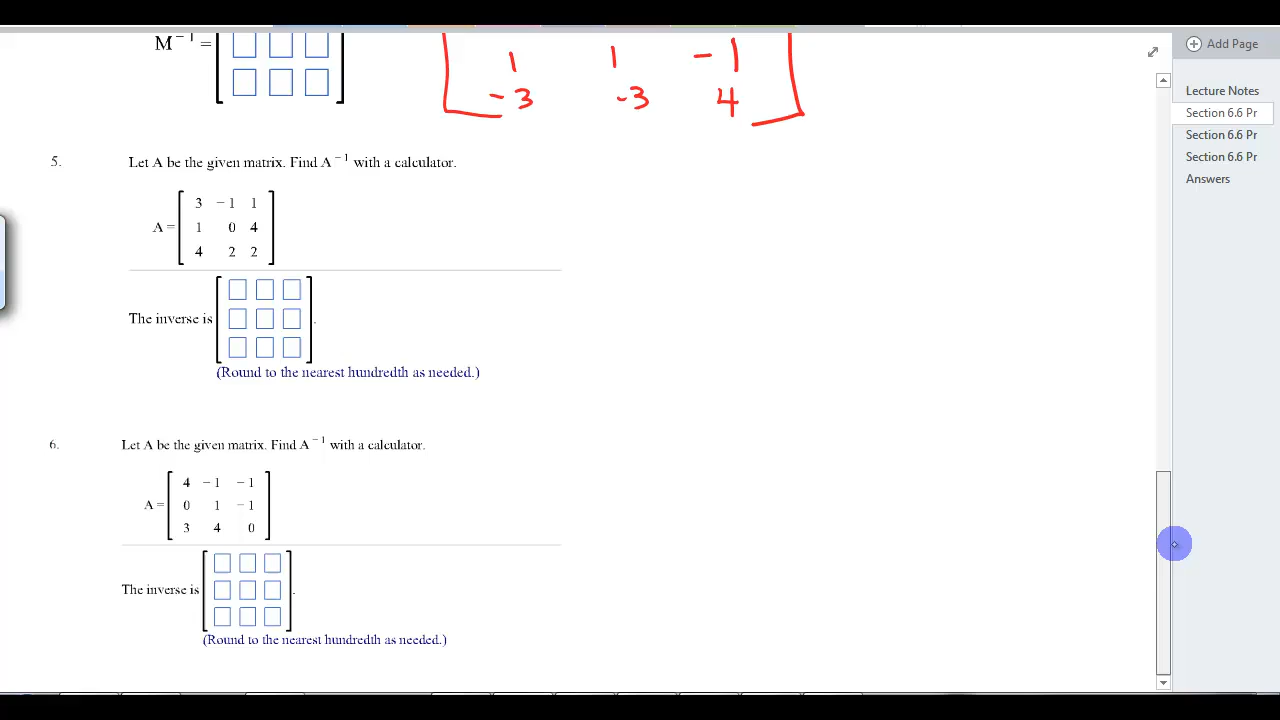 M⁻¹ =
1 1 -1
-3 -3 4
Add Page
Lecture Notes
Section 6.6 Pr
Section 6.6 Pr
Section 6.6 Pr
Answers
5. Let A be the given matrix. Find A⁻¹ with a calculator.
3 -1 1
A = 1 0 4
4 2 2
The inverse is .
(Round to the nearest hundredth as needed.)
6. Let A be the given matrix. Find A⁻¹ with a calculator.
4 -1 -1
A = 0 1 -1
3 4 0
The inverse is .
(Round to the nearest hundredth as needed.)